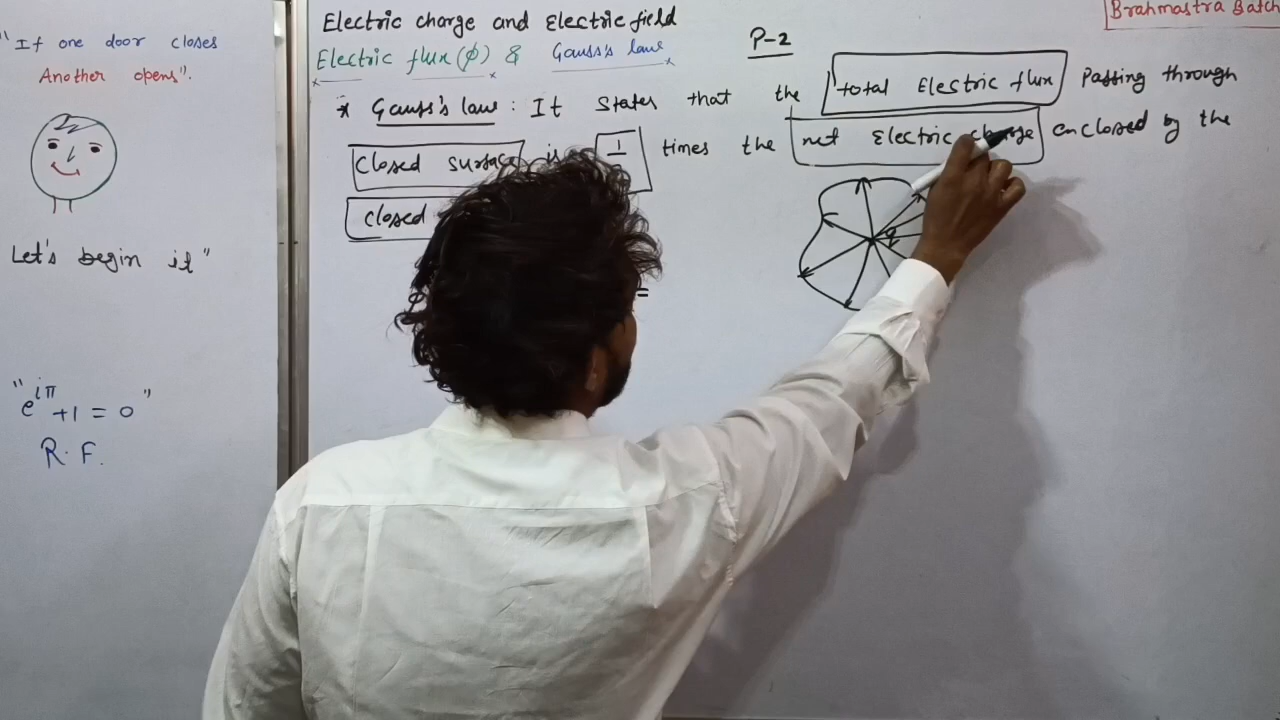 "If one door closes
Another opens".
Let's begin it"
"e^iπ +1 = 0"
R. F.
Electric charge and Electric field
Brahmastra Batch
Electric flux (φ) & Gauss's law
P-2
* Gauss's law : It States that the total Electric flux Passing through
closed surface is 1 times the net Electric charge enclosed by the
closed
φ =
q